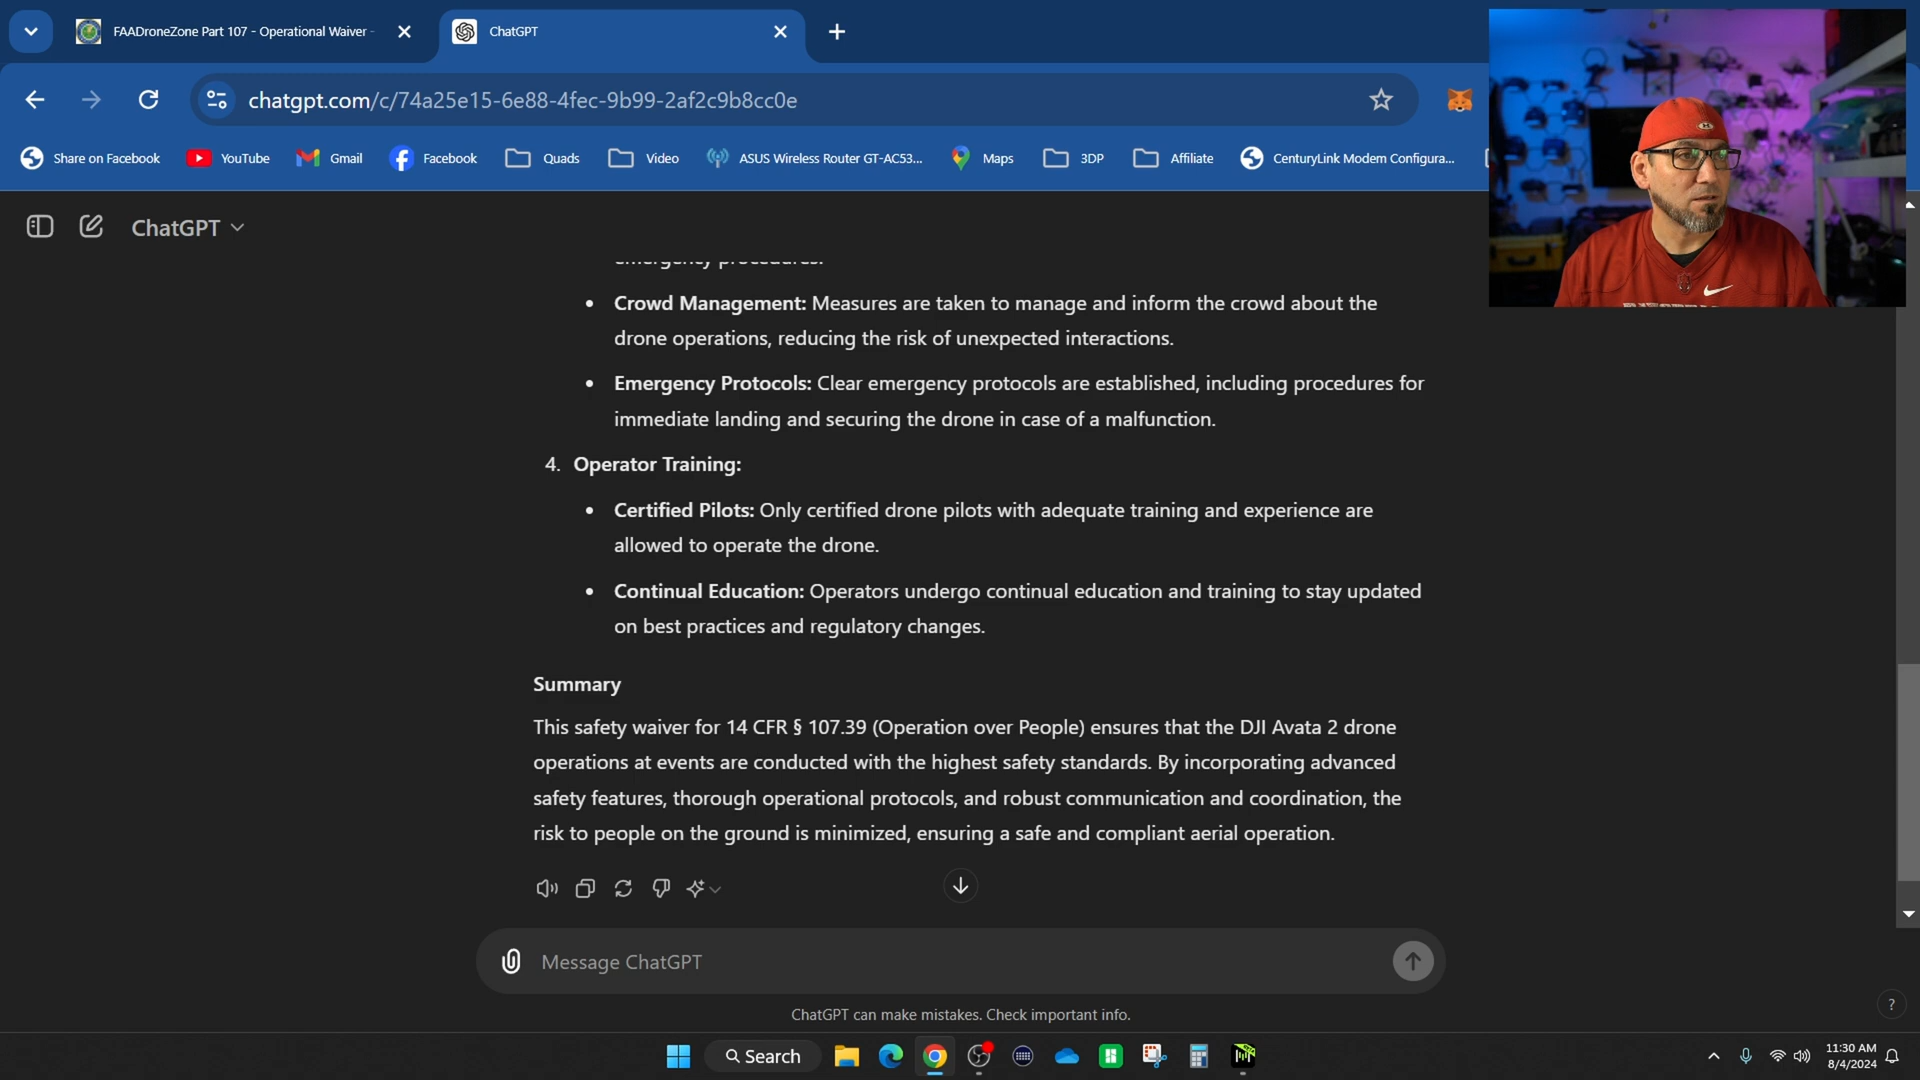 FAADroneZone Part 107 - Operational Waiver -
ChatGPT
chatgpt.com/c/74a25e15-6e88-4fec-9b99-2af2c9b8cc0e
Share on Facebook
YouTube
Gmail
Facebook
Quads
Video
ASUS Wireless Router GT-AC53...
Maps
3DP
Affiliate
CenturyLink Modem Configura...
ChatGPT
emergency procedures.
• Crowd Management: Measures are taken to manage and inform the crowd about the
drone operations, reducing the risk of unexpected interactions.
• Emergency Protocols: Clear emergency protocols are established, including procedures for
immediate landing and securing the drone in case of a malfunction.
4. Operator Training:
• Certified Pilots: Only certified drone pilots with adequate training and experience are
allowed to operate the drone.
• Continual Education: Operators undergo continual education and training to stay updated
on best practices and regulatory changes.
Summary
This safety waiver for 14 CFR § 107.39 (Operation over People) ensures that the DJI Avata 2 drone
operations at events are conducted with the highest safety standards. By incorporating advanced
safety features, thorough operational protocols, and robust communication and coordination, the
risk to people on the ground is minimized, ensuring a safe and compliant aerial operation.
Message ChatGPT
ChatGPT can make mistakes. Check important info.
?
Search
11:30 AM
8/4/2024